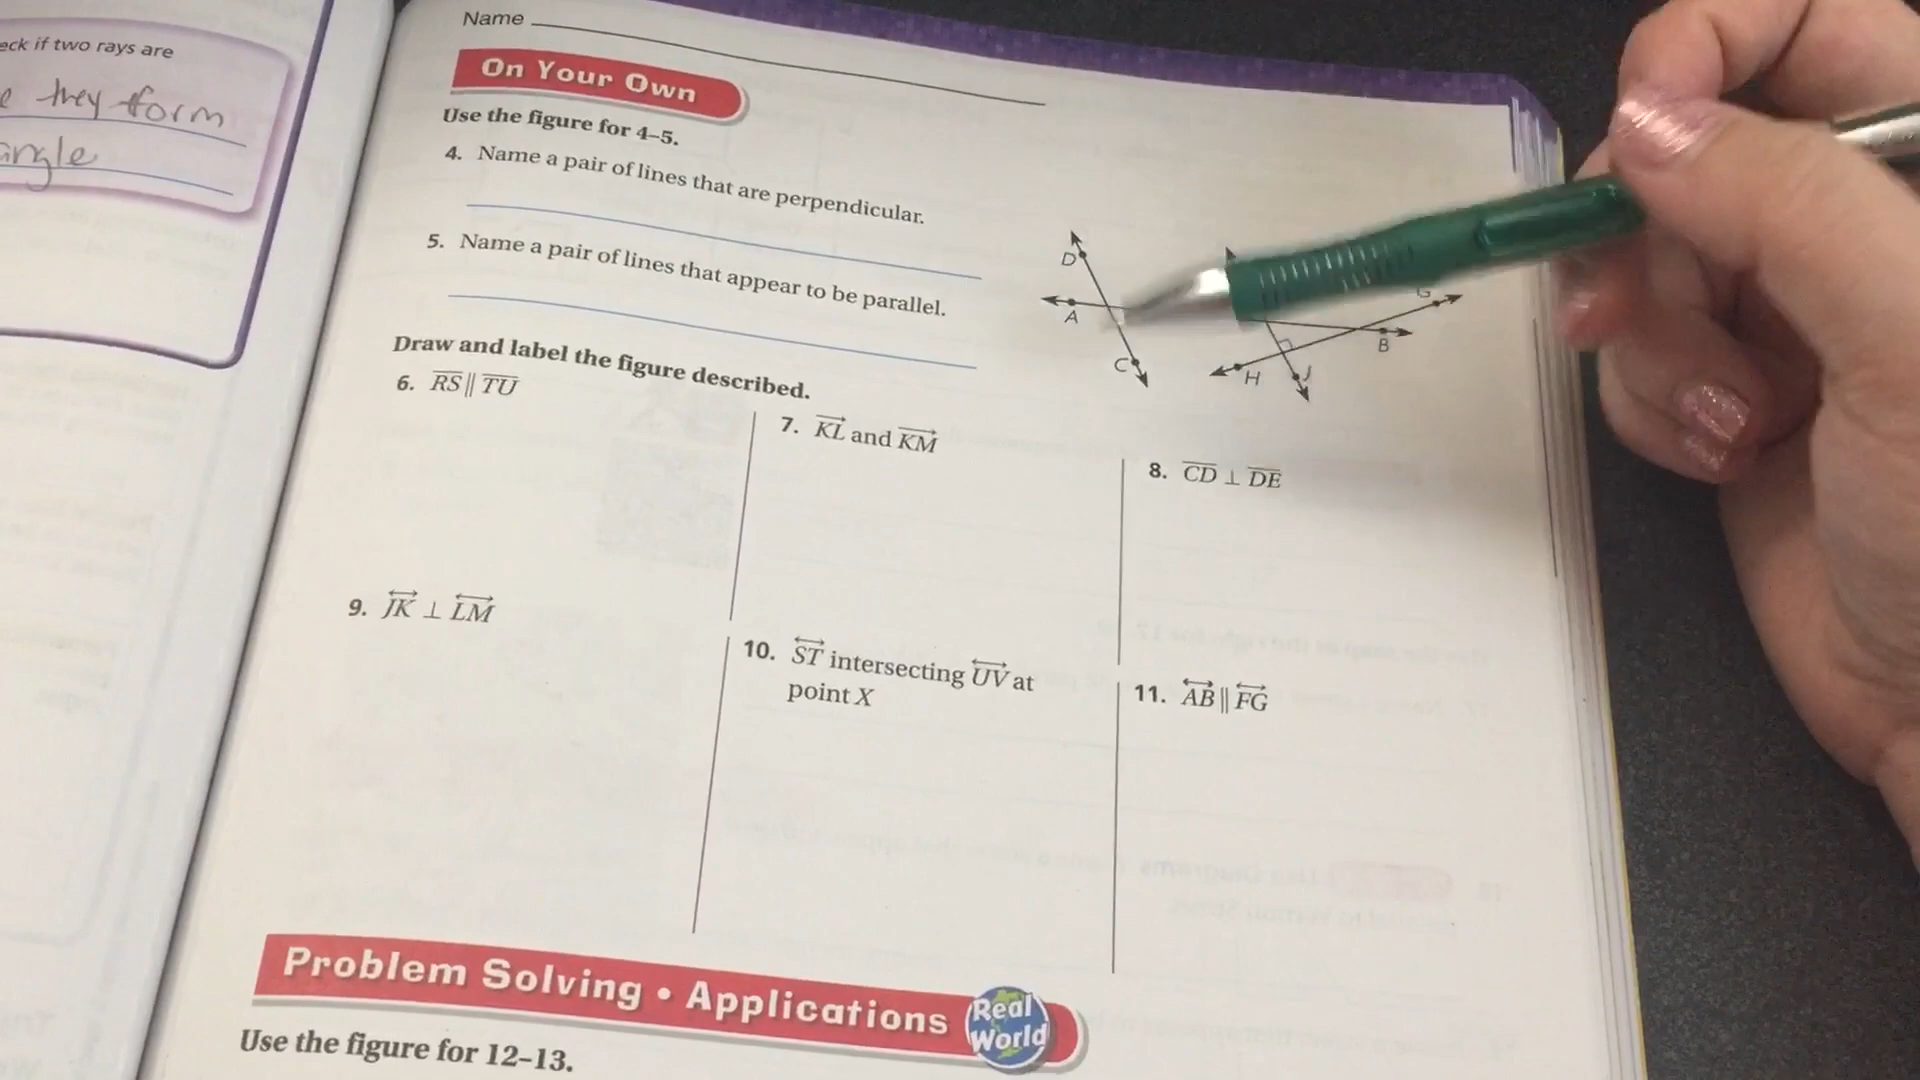 eck if two rays are
e they form
angle
Name
On Your Own
Use the figure for 4–5.
4. Name a pair of lines that are perpendicular.
5. Name a pair of lines that appear to be parallel.
D
A
C
G
B
H
J
Draw and label the figure described.
6. RS || TU
7. KL and KM
8. CD ⊥ DE
9. JK ⊥ LM
10. ST intersecting UV at
point X
11. AB || FG
Problem Solving • Applications
Real
World
Use the figure for 12–13.